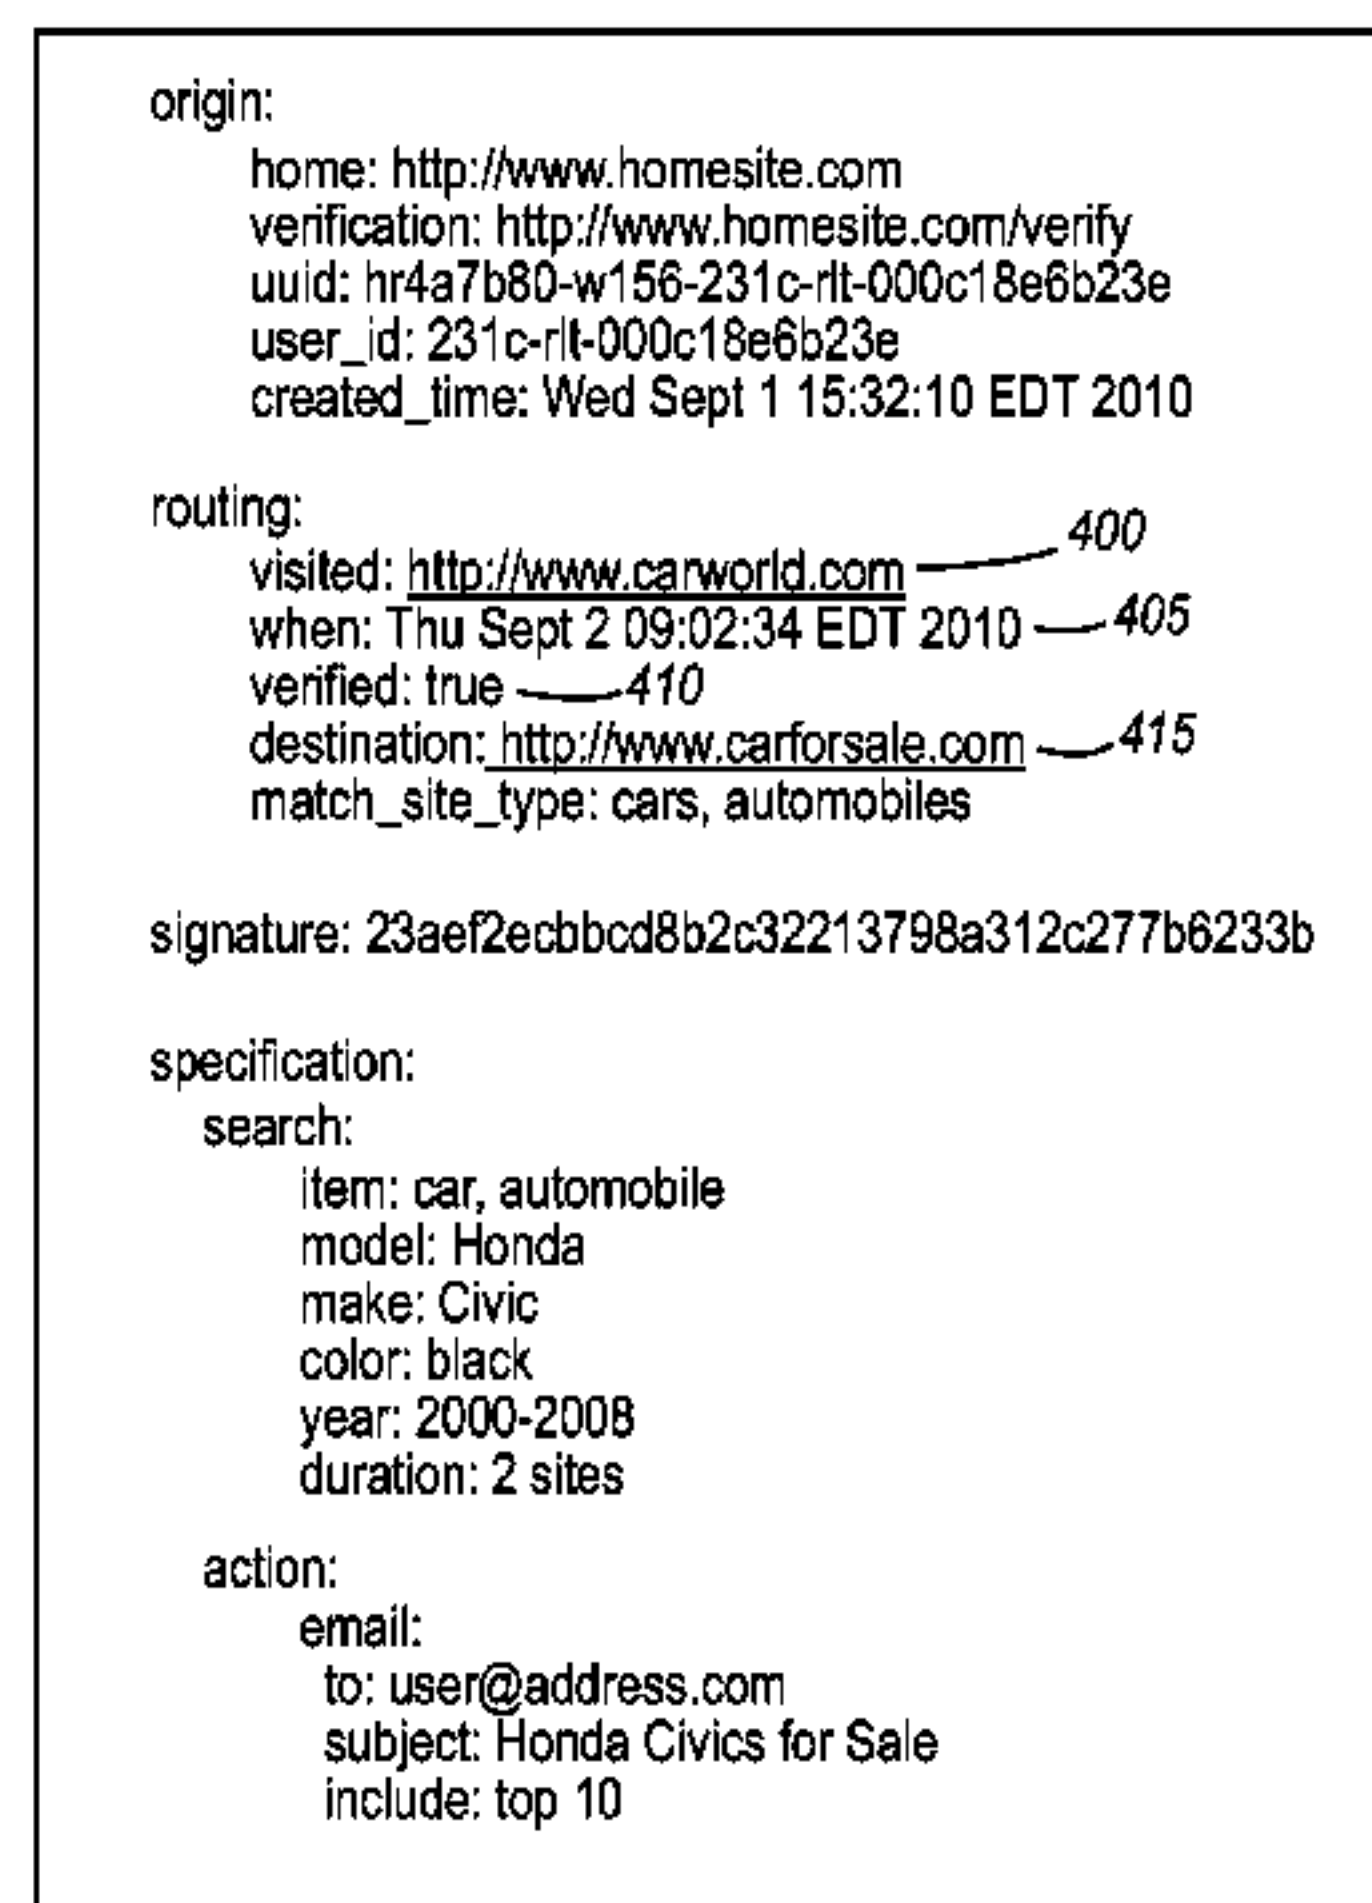 origin:
home: http://www.homesite.com
verification: http://www.homesite.com/verify
uuid: hr4a7b80-w156-231c-rlt-000c18e6b23e
user_id: 231c-rlt-000c18e6b23e
created_time: Wed Sept 1 15:32:10 EDT 2010
routing:
visited: http://www.carworld.com 400
when: Thu Sept 2 09:02:34 EDT 2010 405
verified: true 410
destination: http://www.carforsale.com 415
match_site_type: cars, automobiles
signature: 23aef2ecbbcd8b2c32213798a312c277b6233b
specification:
search:
item: car, automobile
model: Honda
make: Civic
color: black
year: 2000-2008
duration: 2 sites
action:
email:
to: user@address.com
subject: Honda Civics for Sale
include: top 10